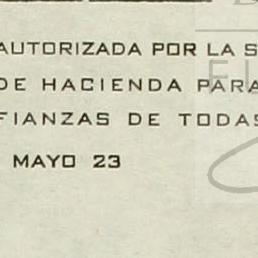 AUTORIZADA POR LA S
DE HACIENDA PARA
FIANZAS DE TODAS
MAYO 23